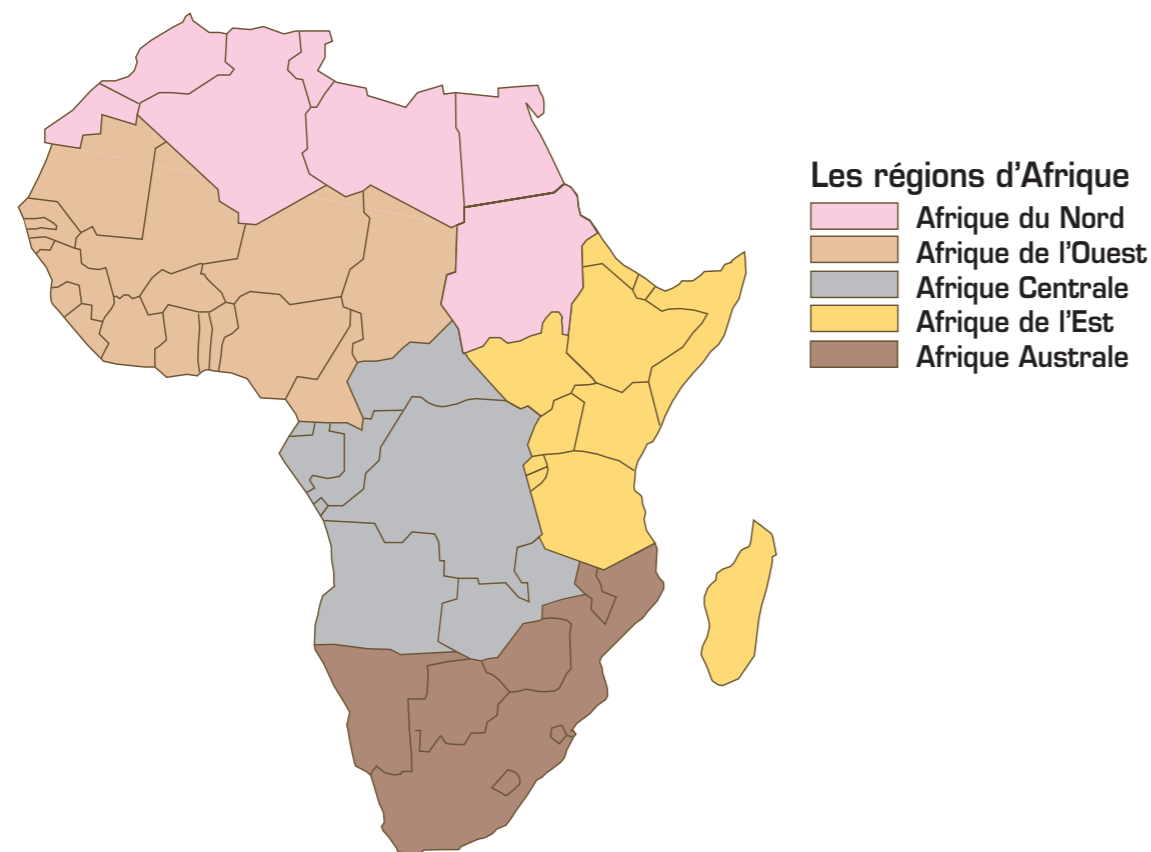 Les régions d'Afrique
Afrique du Nord
Afrique de l'Ouest
Afrique Centrale
Afrique de l'Est
Afrique Australe